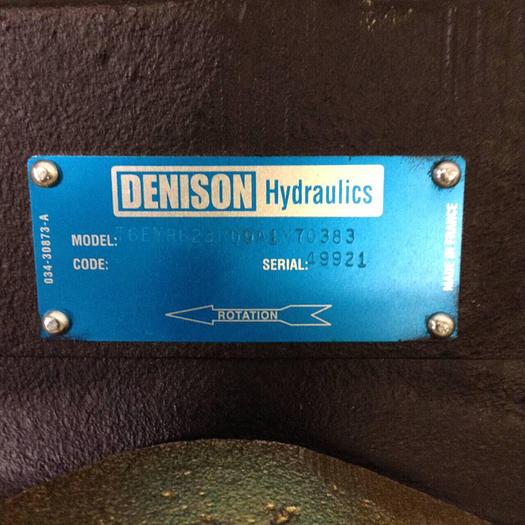 DENISON Hydraulics
MODEL:
CODE:
SERIAL: 49921
ROTATION
034-30873-A
MADE IN FRANCE